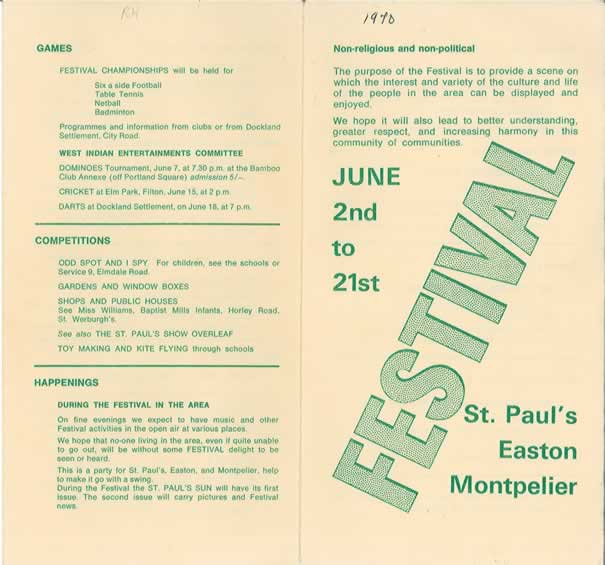 RH
GAMES
FESTIVAL CHAMPIONSHIPS will be held for
Six a side Football
Table Tennis
Netball
Badminton
Programmes and information from clubs or from Dockland
Settlement, City Road.
WEST INDIAN ENTERTAINMENTS COMMITTEE
DOMINOES Tournament, June 7, at 7.30 p.m. at the Bamboo
Club Annexe (off Portland Square) admission 5/–.
CRICKET at Elm Park, Filton, June 15, at 2 p.m.
DARTS at Dockland Settlement, on June 18, at 7 p.m.
COMPETITIONS
ODD SPOT AND I SPY For children, see the schools or
Service 9, Elmdale Road.
GARDENS AND WINDOW BOXES
SHOPS AND PUBLIC HOUSES
See Miss Williams, Baptist Mills Infants, Horley Road,
St. Werburgh's.
See also THE ST. PAUL'S SHOW OVERLEAF
TOY MAKING AND KITE FLYING through schools
HAPPENINGS
DURING THE FESTIVAL IN THE AREA
On fine evenings we expect to have music and other
Festival activities in the open air at various places.
We hope that no-one living in the area, even if quite unable
to go out, will be without some FESTIVAL delight to be
seen or heard.
This is a party for St. Paul's, Easton, and Montpelier, help
to make it go with a swing.
During the Festival the ST. PAUL'S SUN will have its first
issue. The second issue will carry pictures and Festival
news.
1970
Non-religious and non-political
The purpose of the Festival is to provide a scene on
which the interest and variety of the culture and life
of the people in the area can be displayed and
enjoyed.
We hope it will also lead to better understanding,
greater respect, and increasing harmony in this
community of communities.
JUNE
2nd
to
21st
FESTIVAL
St. Paul's
Easton
Montpelier